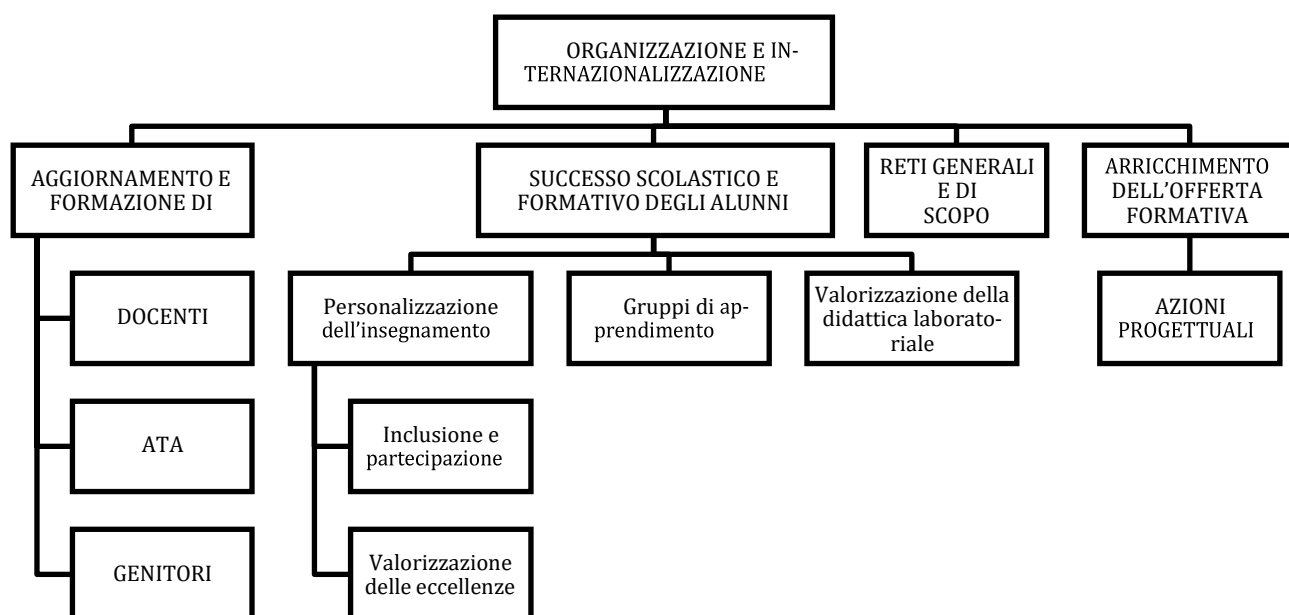 ORGANIZZAZIONE E IN-
TERNAZIONALIZZAZIONE
AGGIORNAMENTO E
FORMAZIONE DI
SUCCESSO SCOLASTICO E
FORMATIVO DEGLI ALUNNI
RETI GENERALI
E DI
SCOPO
ARRICCHIMENTO
DELL’OFFERTA
FORMATIVA
DOCENTI
Personalizzazione
dell’insegnamento
Gruppi di ap-
prendimento
Valorizzazione della
didattica laborato-
riale
AZIONI
PROGETTUALI
ATA
Inclusione e
partecipazione
GENITORI
Valorizzazione
delle eccellenze